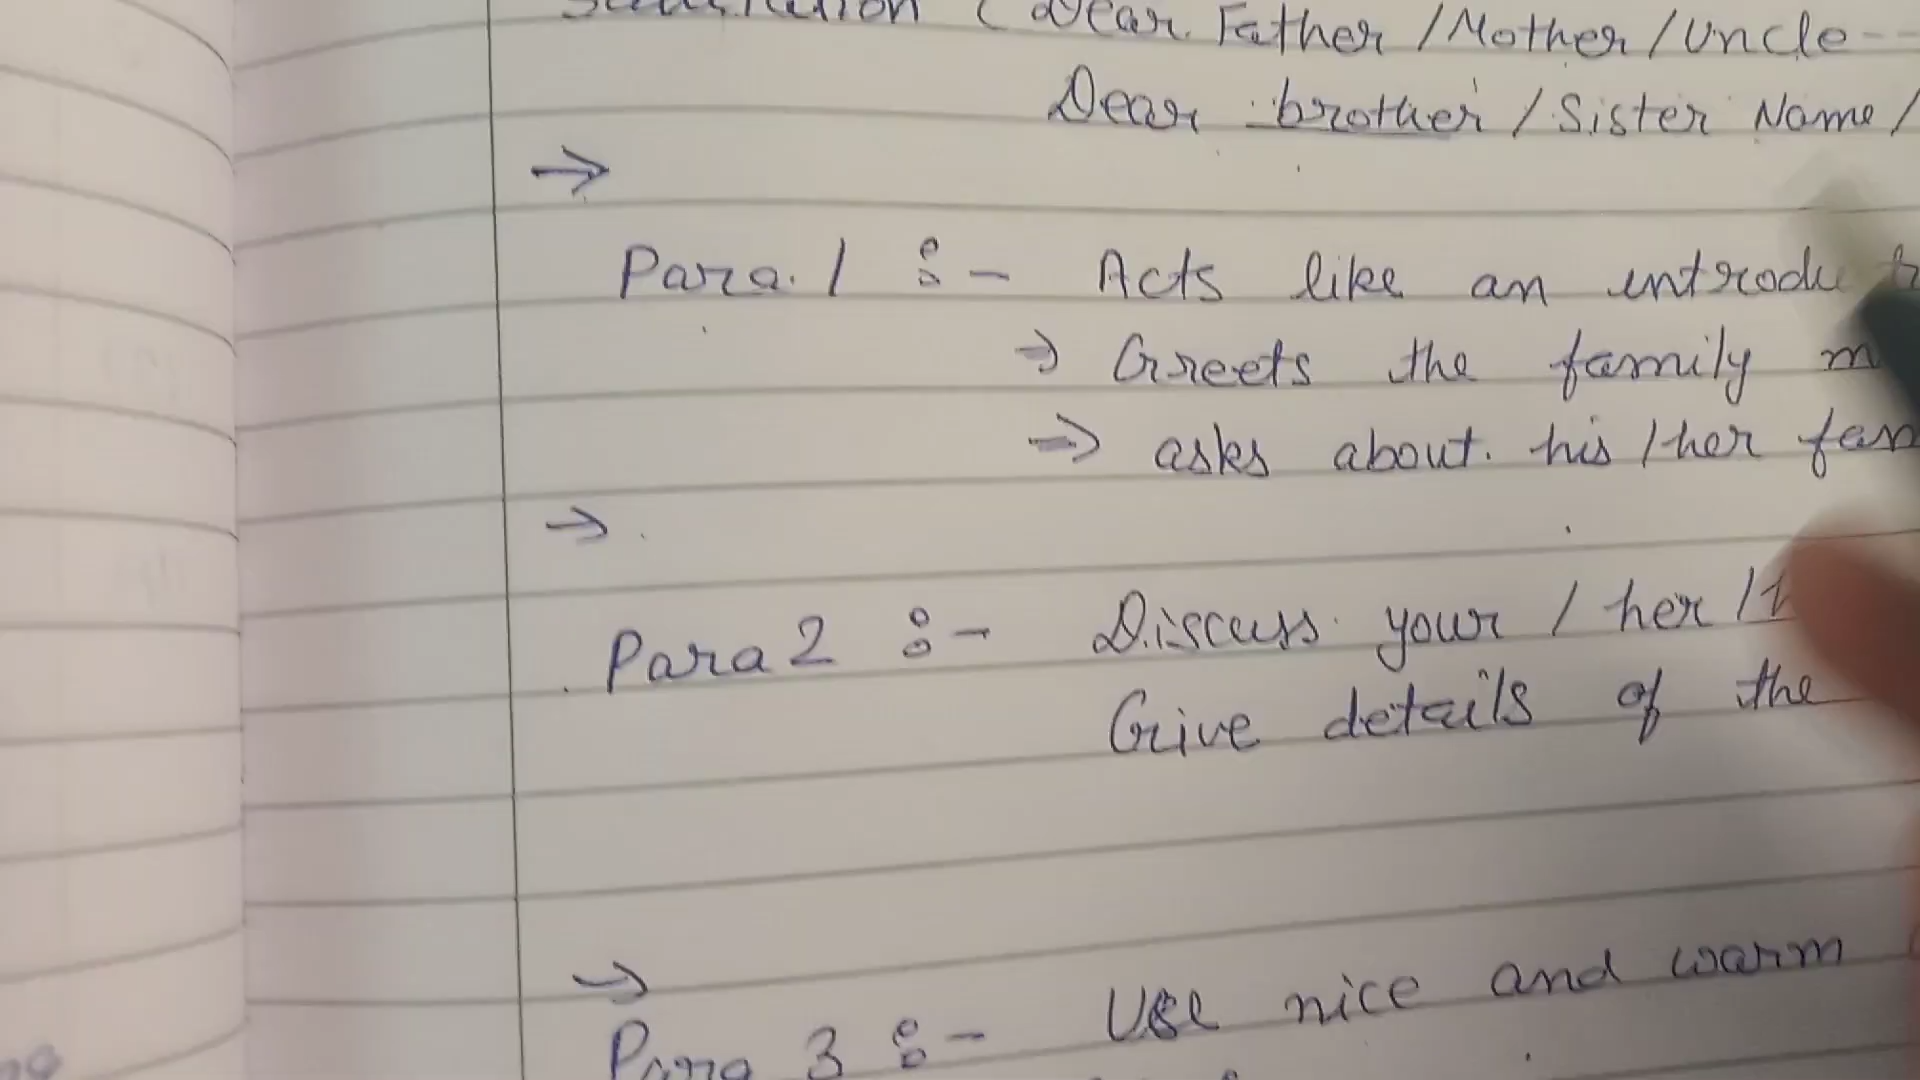 ( Dear. Father / Mother / Uncle --
Dear brother / Sister Name /
→
Para. 1 :- Acts like an
→ Greets the family
→ asks about. his / her
→ .
Para 2 :- Discuss your / her /
Give details of the
→
Para 3 :- Use nice and warm